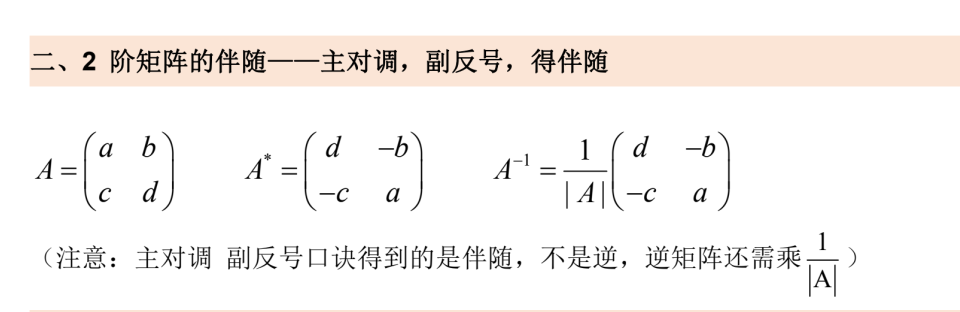 二、2 阶矩阵的伴随——主对调，副反号，得伴随
A = \begin{pmatrix} a & b \\ c & d \end{pmatrix}  A^* = \begin{pmatrix} d & -b \\ -c & a \end{pmatrix}  A^{-1} = \frac{1}{|A|} \begin{pmatrix} d & -b \\ -c & a \end{pmatrix}
（注意：主对调 副反号口诀得到的是伴随，不是逆，逆矩阵还需乘 \frac{1}{|A|}）